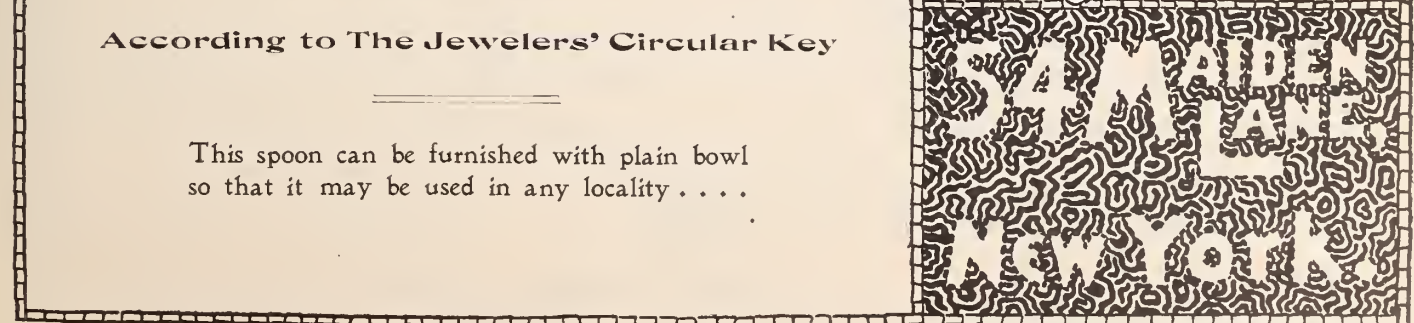 According to The Jewelers' Circular Key
This spoon can be furnished with plain bowl
so that it may be used in any locality . . . .
54 MAIDEN
LANE.
NEW YORK.